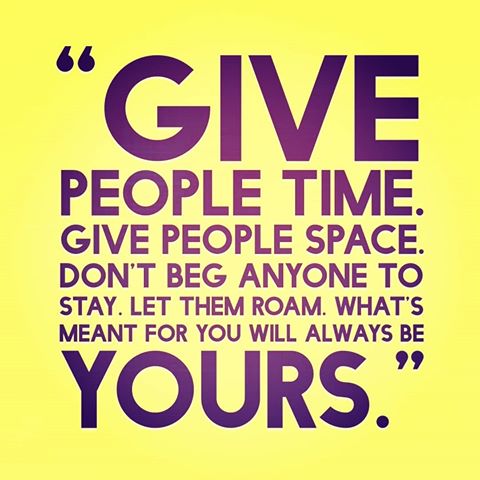 “GIVE
PEOPLE TIME.
GIVE PEOPLE SPACE.
DON'T BEG ANYONE TO
STAY. LET THEM ROAM. WHAT'S
MEANT FOR YOU WILL ALWAYS BE
YOURS.”